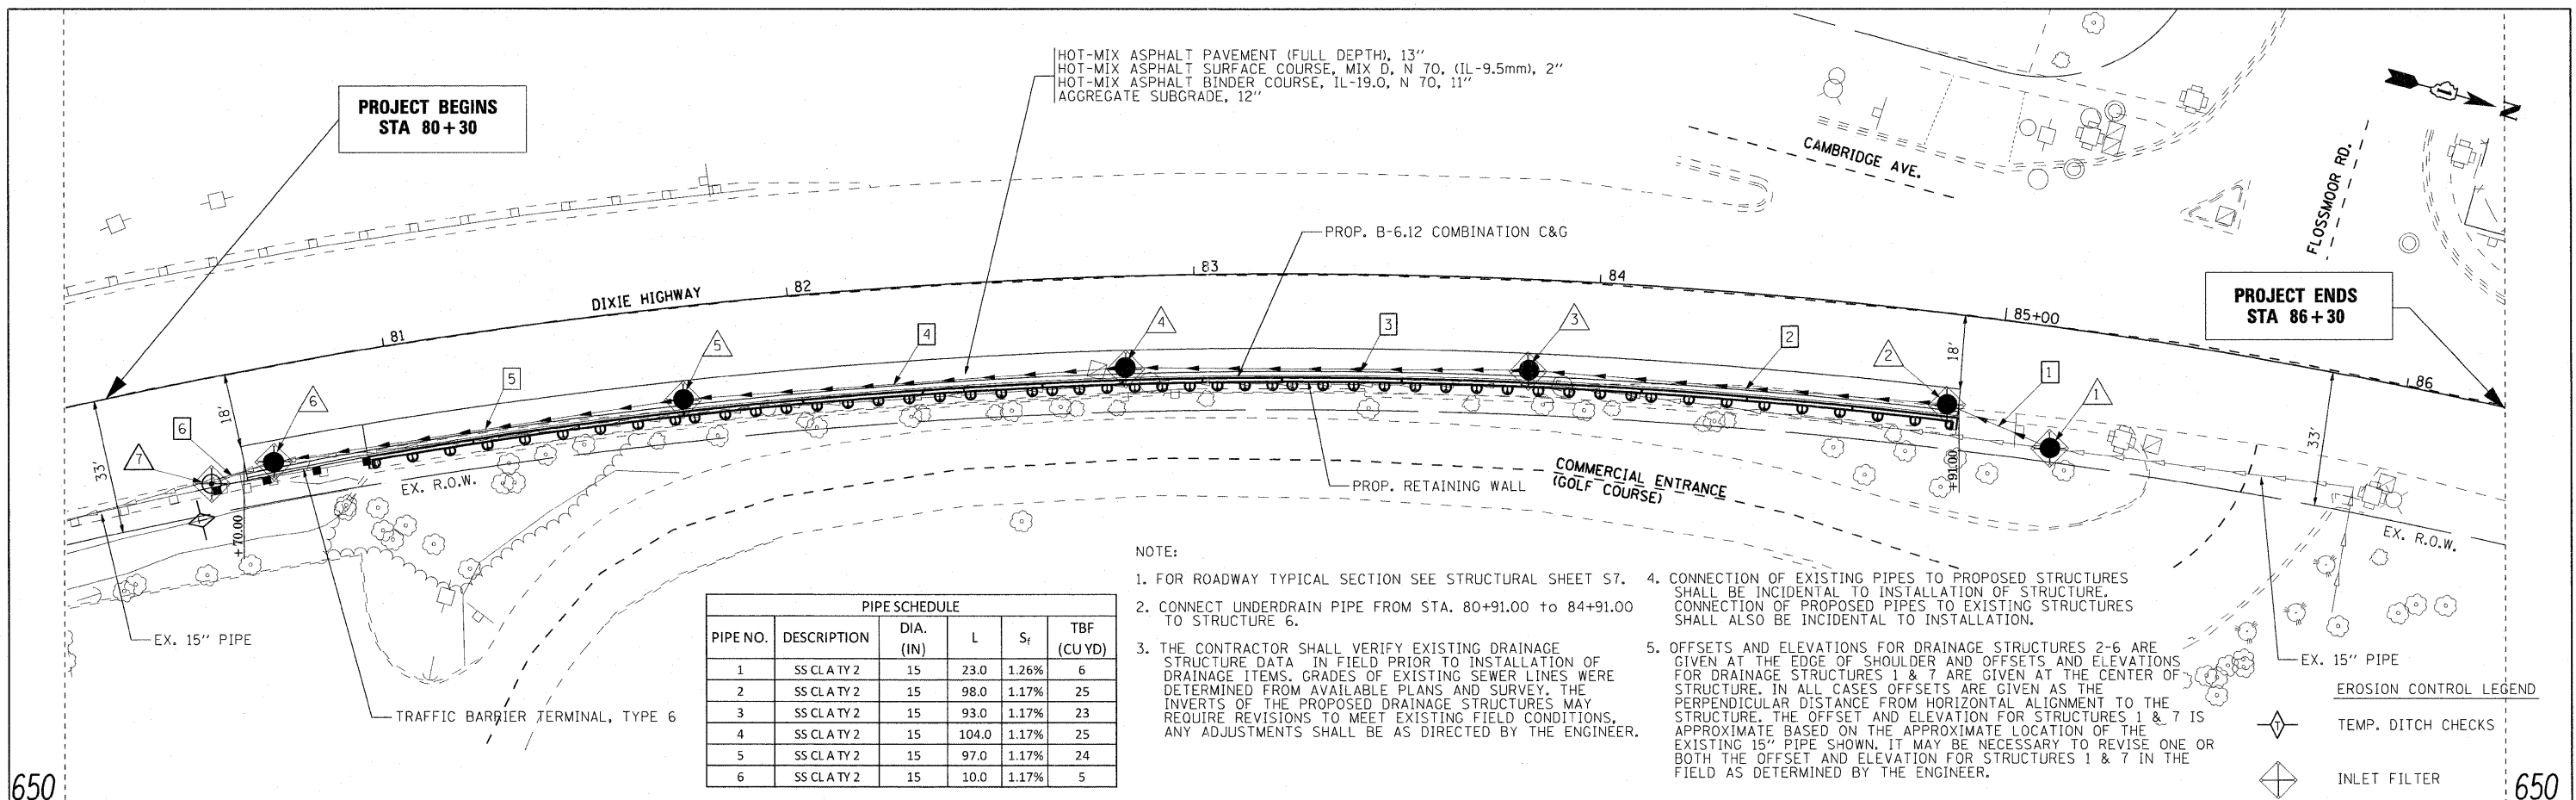 HOT-MIX ASPHALT PAVEMENT (FULL DEPTH), 13"
HOT-MIX ASPHALT SURFACE COURSE, MIX D, N 70, (IL-9.5mm), 2"
HOT-MIX ASPHALT BINDER COURSE, IL-19.0, N 70, 11"
AGGREGATE SUBGRADE, 12"
PROJECT BEGINS
STA 80+30
N
CAMBRIDGE AVE.
FLOSSMOOR RD.
PROP. B-6.12 COMBINATION C&G
DIXIE HIGHWAY
81
82
83
84
85+00
86
PROJECT ENDS
STA 86+30
7
6
6
5
5
4
4
3
3
2
2
1
1
33'
18'
18'
33'
+70.00
+91.00
EX. R.O.W.
EX. R.O.W.
COMMERCIAL ENTRANCE
(GOLF COURSE)
PROP. RETAINING WALL
EX. 15" PIPE
TRAFFIC BARRIER TERMINAL, TYPE 6
PIPE SCHEDULE
PIPE NO. DESCRIPTION DIA. (IN) L Sf TBF (CU YD)
1 SS CL A TY 2 15 23.0 1.26% 6
2 SS CL A TY 2 15 98.0 1.17% 25
3 SS CL A TY 2 15 93.0 1.17% 23
4 SS CL A TY 2 15 104.0 1.17% 25
5 SS CL A TY 2 15 97.0 1.17% 24
6 SS CL A TY 2 15 10.0 1.17% 5
NOTE:
1. FOR ROADWAY TYPICAL SECTION SEE STRUCTURAL SHEET S7.
2. CONNECT UNDERDRAIN PIPE FROM STA. 80+91.00 to 84+91.00
TO STRUCTURE 6.
3. THE CONTRACTOR SHALL VERIFY EXISTING DRAINAGE
STRUCTURE DATA IN FIELD PRIOR TO INSTALLATION OF
DRAINAGE ITEMS. GRADES OF EXISTING SEWER LINES WERE
DETERMINED FROM AVAILABLE PLANS AND SURVEY. THE
INVERTS OF THE PROPOSED DRAINAGE STRUCTURES MAY
REQUIRE REVISIONS TO MEET EXISTING FIELD CONDITIONS,
ANY ADJUSTMENTS SHALL BE AS DIRECTED BY THE ENGINEER.
4. CONNECTION OF EXISTING PIPES TO PROPOSED STRUCTURES
SHALL BE INCIDENTAL TO INSTALLATION OF STRUCTURE.
CONNECTION OF PROPOSED PIPES TO EXISTING STRUCTURES
SHALL ALSO BE INCIDENTAL TO INSTALLATION.
5. OFFSETS AND ELEVATIONS FOR DRAINAGE STRUCTURES 2-6 ARE
GIVEN AT THE EDGE OF SHOULDER AND OFFSETS AND ELEVATIONS
FOR DRAINAGE STRUCTURES 1 & 7 ARE GIVEN AT THE CENTER OF
STRUCTURE. IN ALL CASES OFFSETS ARE GIVEN AS THE
PERPENDICULAR DISTANCE FROM HORIZONTAL ALIGNMENT TO THE
STRUCTURE. THE OFFSET AND ELEVATION FOR STRUCTURES 1 & 7 IS
APPROXIMATE BASED ON THE APPROXIMATE LOCATION OF THE
EXISTING 15" PIPE SHOWN. IT MAY BE NECESSARY TO REVISE ONE OR
BOTH THE OFFSET AND ELEVATION FOR STRUCTURES 1 & 7 IN THE
FIELD AS DETERMINED BY THE ENGINEER.
EX. 15" PIPE
EROSION CONTROL LEGEND
T TEMP. DITCH CHECKS
INLET FILTER
650
650